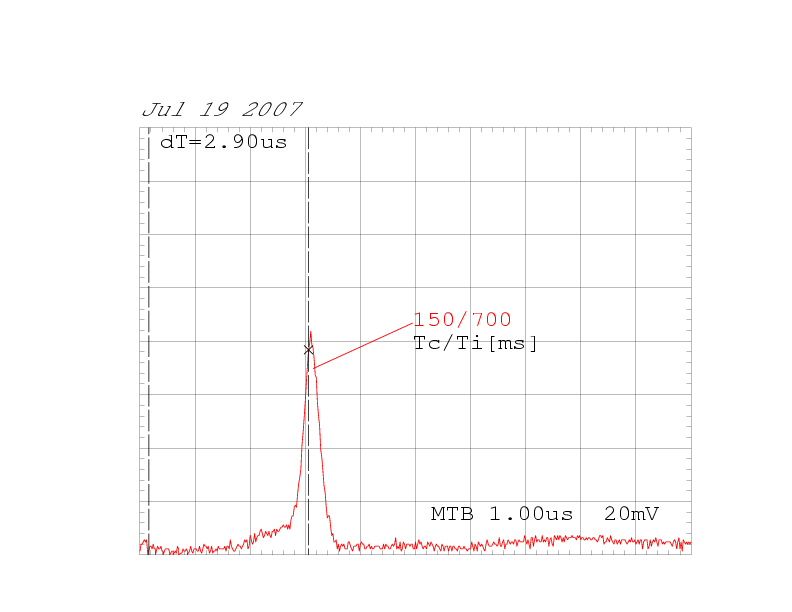 Jul 19 2007
dT=2.90us
150/700
Tc/Ti[ms]
MTB 1.00us  20mV